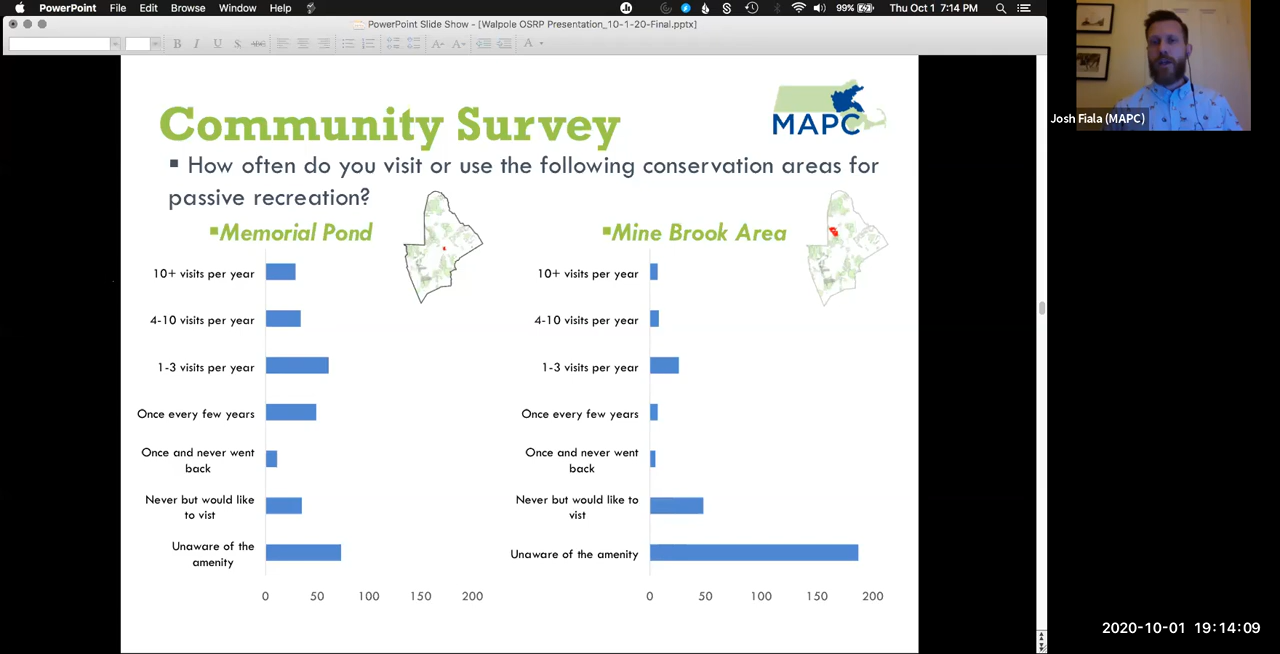 PowerPoint File Edit Browse Window Help 99% Thu Oct 1 7:14 PM
PowerPoint Slide Show - [Walpole OSRP Presentation_10-1-20-Final.pptx]
B I U S ABC A A A
Community Survey
MAPC
▪ How often do you visit or use the following conservation areas for
passive recreation?
▪Memorial Pond
10+ visits per year
4-10 visits per year
1-3 visits per year
Once every few years
Once and never went
back
Never but would like
to vist
Unaware of the
amenity
0 50 100 150 200
▪Mine Brook Area
10+ visits per year
4-10 visits per year
1-3 visits per year
Once every few years
Once and never went
back
Never but would like to
vist
Unaware of the amenity
0 50 100 150 200
Josh Fiala (MAPC)
2020-10-01 19:14:09